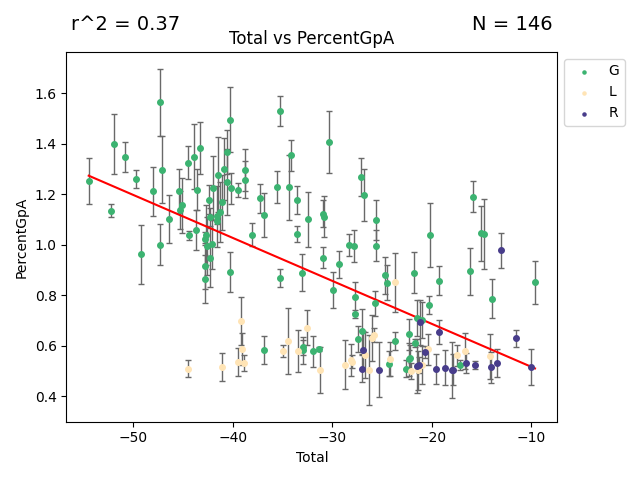 r^2 = 0.37 N = 146
Total vs PercentGpA
G
L
R
PercentGpA
1.6
1.4
1.2
1.0
0.8
0.6
0.4
−50 −40 −30 −20 −10
Total